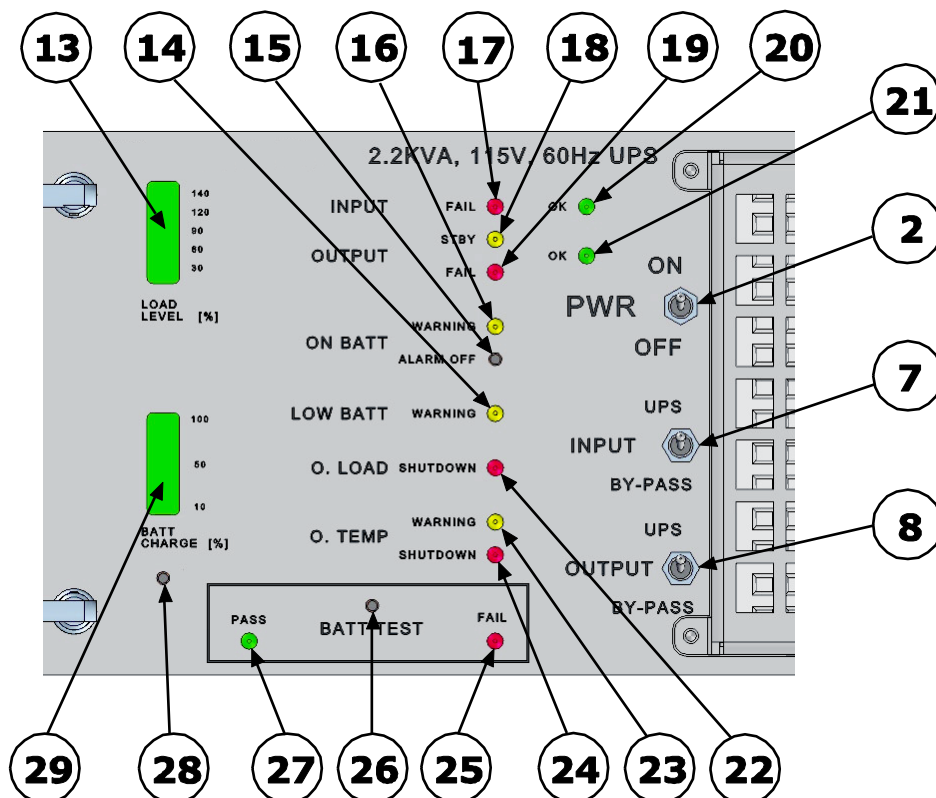 13 14 15 16 17 18 19 20
21
2.2KVA, 115V, 60Hz UPS
140
120
90
60
30
LOAD
LEVEL [%]
INPUT FAIL OK
STBY
OUTPUT OK
FAIL
ON
PWR
OFF
2
WARNING
ON BATT
ALARM OFF
LOW BATT WARNING
UPS
INPUT
BY-PASS
7
100
50
10
BATT
CHARGE [%]
O. LOAD SHUTDOWN
WARNING
O. TEMP
SHUTDOWN
UPS
OUTPUT
BY-PASS
8
PASS
BATT TEST
FAIL
29 28 27 26 25 24 23 22